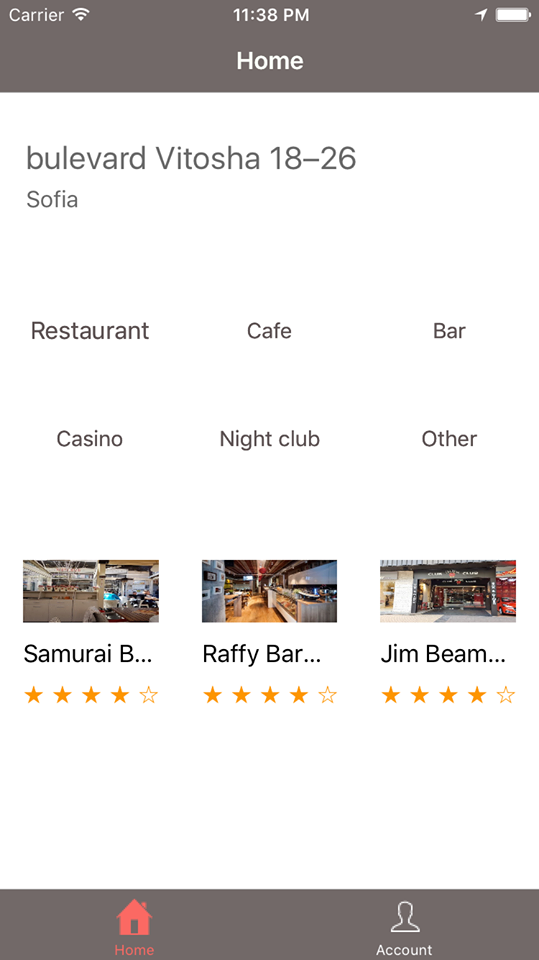 Carrier 11:38 PM
Home
bulevard Vitosha 18–26
Sofia
Restaurant Cafe Bar
Casino Night club Other
Samurai B... Raffy Bar... Jim Beam...
★ ★ ★ ★ ☆ ★ ★ ★ ★ ☆ ★ ★ ★ ★ ☆
Home Account